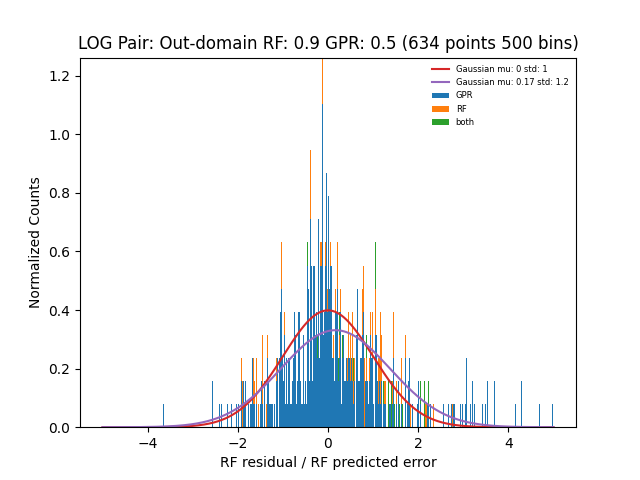 LOG Pair: Out-domain RF: 0.9 GPR: 0.5 (634 points 500 bins)
Gaussian mu: 0 std: 1
Gaussian mu: 0.17 std: 1.2
GPR
RF
both
Normalized Counts
1.2
1.0
0.8
0.6
0.4
0.2
0.0
−4
−2
0
2
4
RF residual / RF predicted error